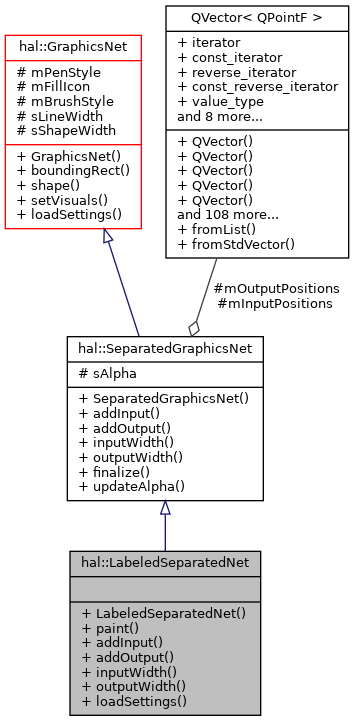 QVector< QPointF >
+ iterator
+ const_iterator
+ reverse_iterator
+ const_reverse_iterator
+ value_type
and 8 more...
+ QVector()
+ QVector()
+ QVector()
+ QVector()
+ QVector()
and 108 more...
+ fromList()
+ fromStdVector()
hal::GraphicsNet
# mPenStyle
# mFillIcon
# mBrushStyle
# sLineWidth
# sShapeWidth
+ GraphicsNet()
+ boundingRect()
+ shape()
+ setVisuals()
+ loadSettings()
#mOutputPositions
#mInputPositions
hal::SeparatedGraphicsNet
# sAlpha
+ SeparatedGraphicsNet()
+ addInput()
+ addOutput()
+ inputWidth()
+ outputWidth()
+ finalize()
+ updateAlpha()
hal::LabeledSeparatedNet
+ LabeledSeparatedNet()
+ paint()
+ addInput()
+ addOutput()
+ inputWidth()
+ outputWidth()
+ loadSettings()